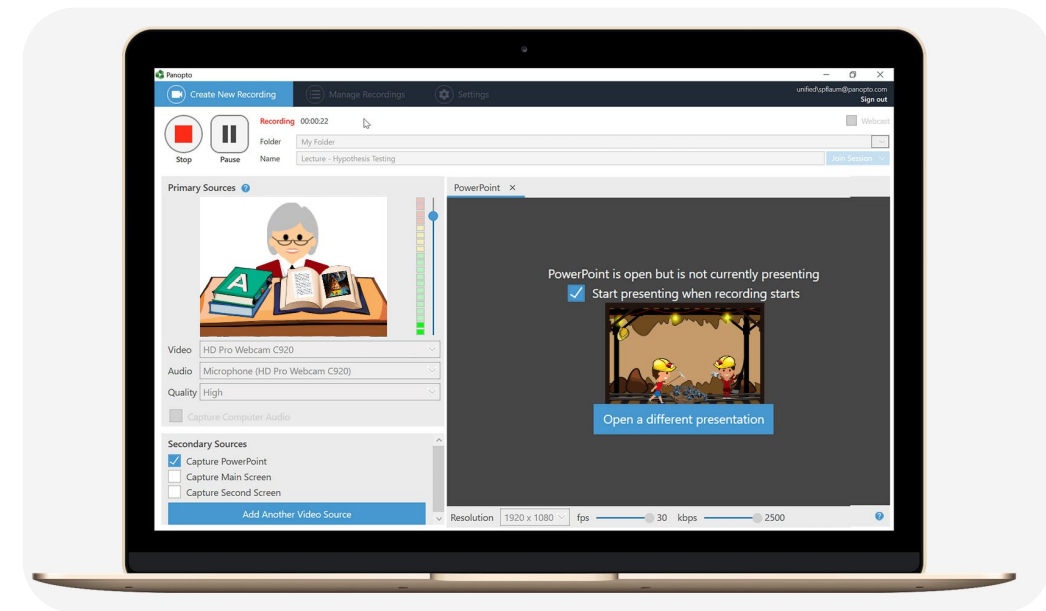 Panopto
Create New Recording
Manage Recordings
Settings
unified\spflaum@panopto.com
Sign out
Recording 00:00:22
Webcast
Folder My Folder
Stop Pause Name Lecture - Hypothesis Testing Join Session
Primary Sources ?
PowerPoint ×
A
PowerPoint is open but is not currently presenting
Start presenting when recording starts
Open a different presentation
Video HD Pro Webcam C920
Audio Microphone (HD Pro Webcam C920)
Quality High
Capture Computer Audio
Secondary Sources
Capture PowerPoint
Capture Main Screen
Capture Second Screen
Add Another Video Source
Resolution 1920 x 1080 fps 30 kbps 2500 ?